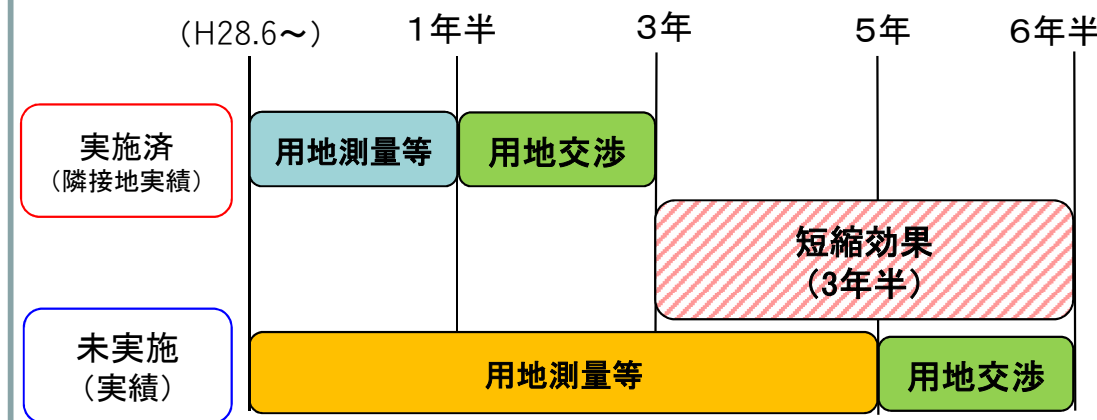 (H28.6〜)
1年半
3年
5年
6年半
実施済
(隣接地実績)
用地測量等
用地交渉
短縮効果
(3年半)
未実施
(実績)
用地測量等
用地交渉